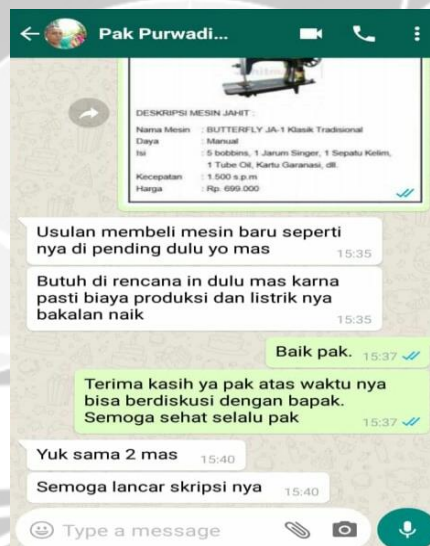 Pak Purwadi...
DESKRIPSI MESIN JAHIT :
Nama Mesin : BUTTERFLY JA-1 Klasik Tradisional
Daya : Manual
Isi : 5 bobbins, 1 Jarum Singer, 1 Sepatu Kelim,
1 Tube Oil, Kartu Garanasi, dll.
Kecepatan : 1.500 s.p.m
Harga : Rp. 699.000
Usulan membeli mesin baru seperti
nya di pending dulu yo mas
15:35
Butuh di rencana in dulu mas karna
pasti biaya produksi dan listrik nya
bakalan naik
15:35
Baik pak. 15:37
Terima kasih ya pak atas waktu nya
bisa berdiskusi dengan bapak.
Semoga sehat selalu pak
15:37
Yuk sama 2 mas 15:40
Semoga lancar skripsi nya 15:40
Type a message